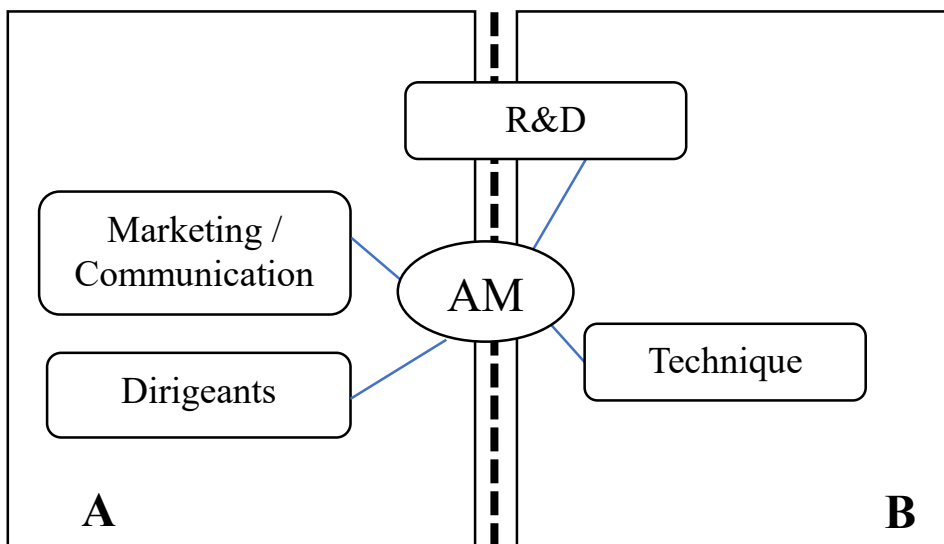 R&D
Marketing /
Communication
AM
Technique
Dirigeants
A
B